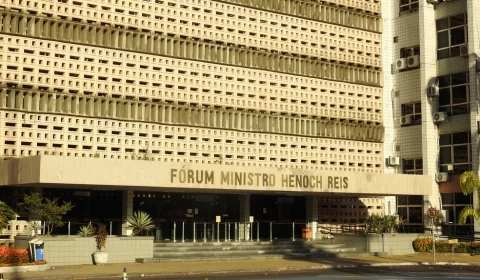 FÓRUM MINISTRO HENOCH REIS